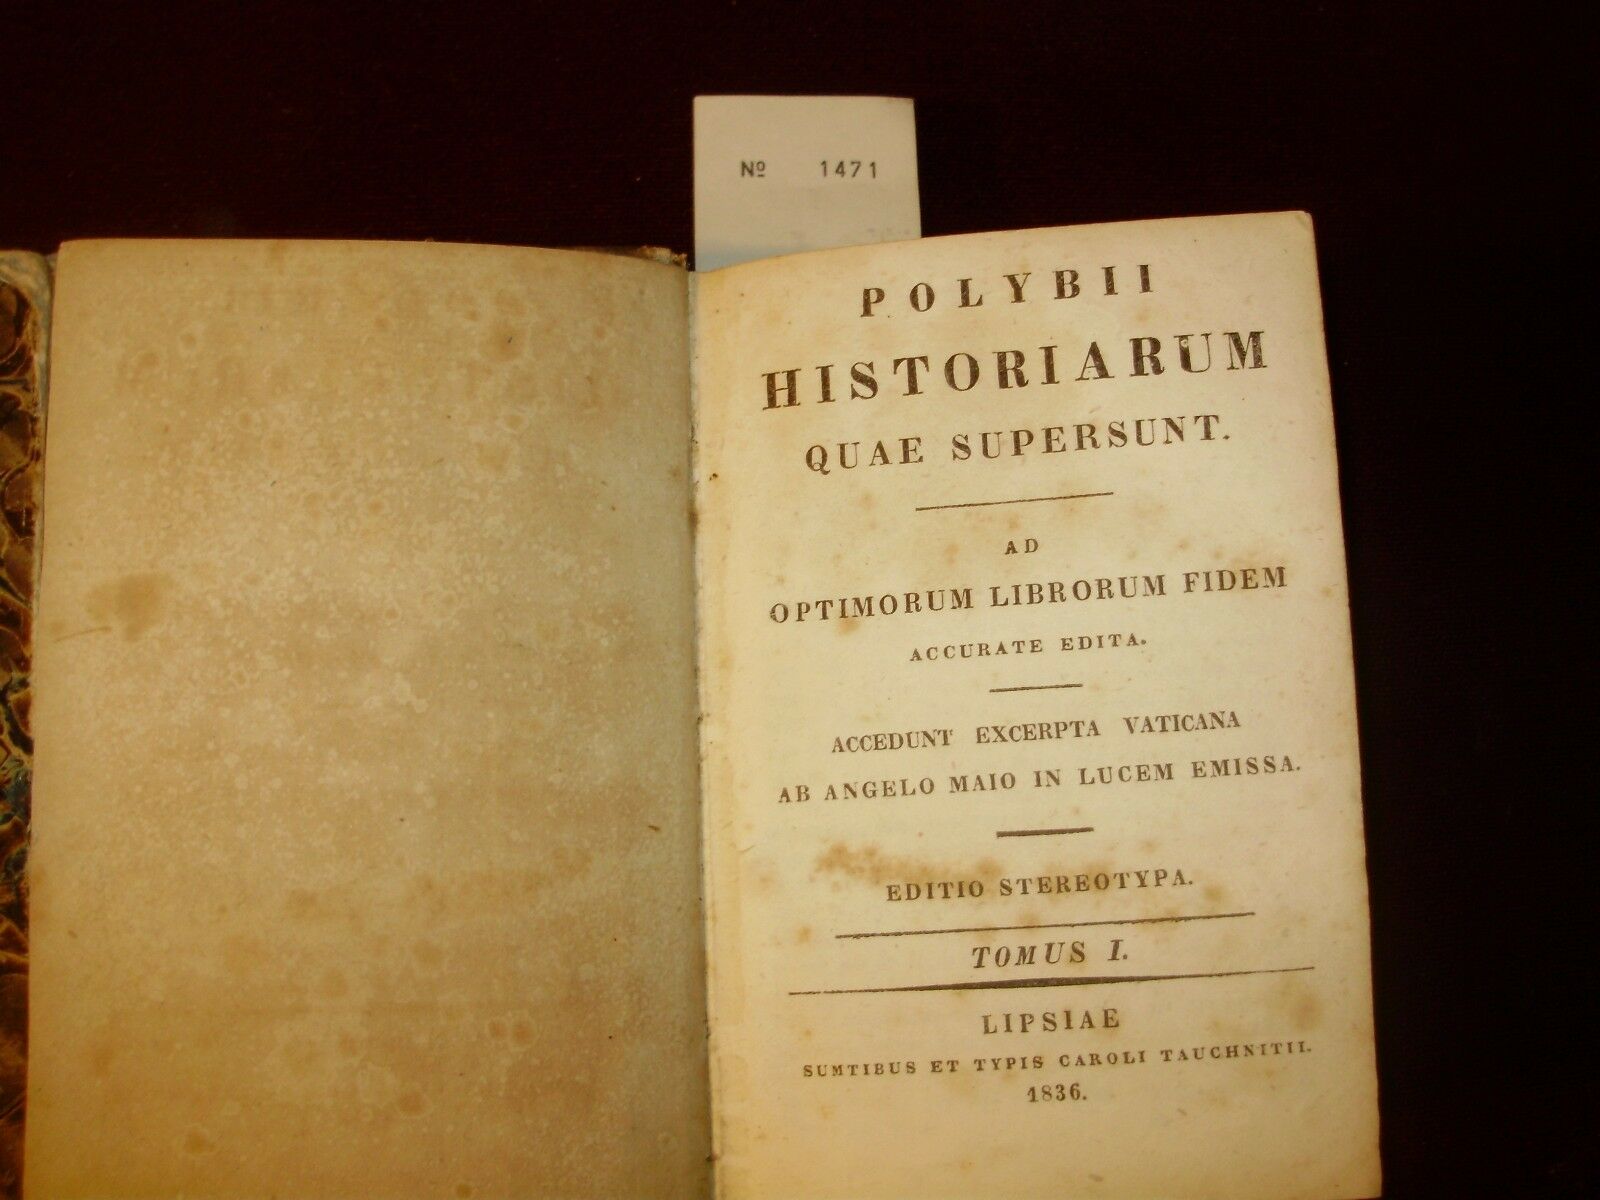 Nº 1471
POLYBII
HISTORIARUM
QUAE SUPERSUNT.
AD
OPTIMORUM LIBRORUM FIDEM
ACCURATE EDITA.
ACCEDUNT EXCERPTA VATICANA
AB ANGELO MAIO IN LUCEM EMISSA.
EDITIO STEREOTYPA.
TOMUS I.
LIPSIAE
SUMTIBUS ET TYPIS CAROLI TAUCHNITII.
1836.